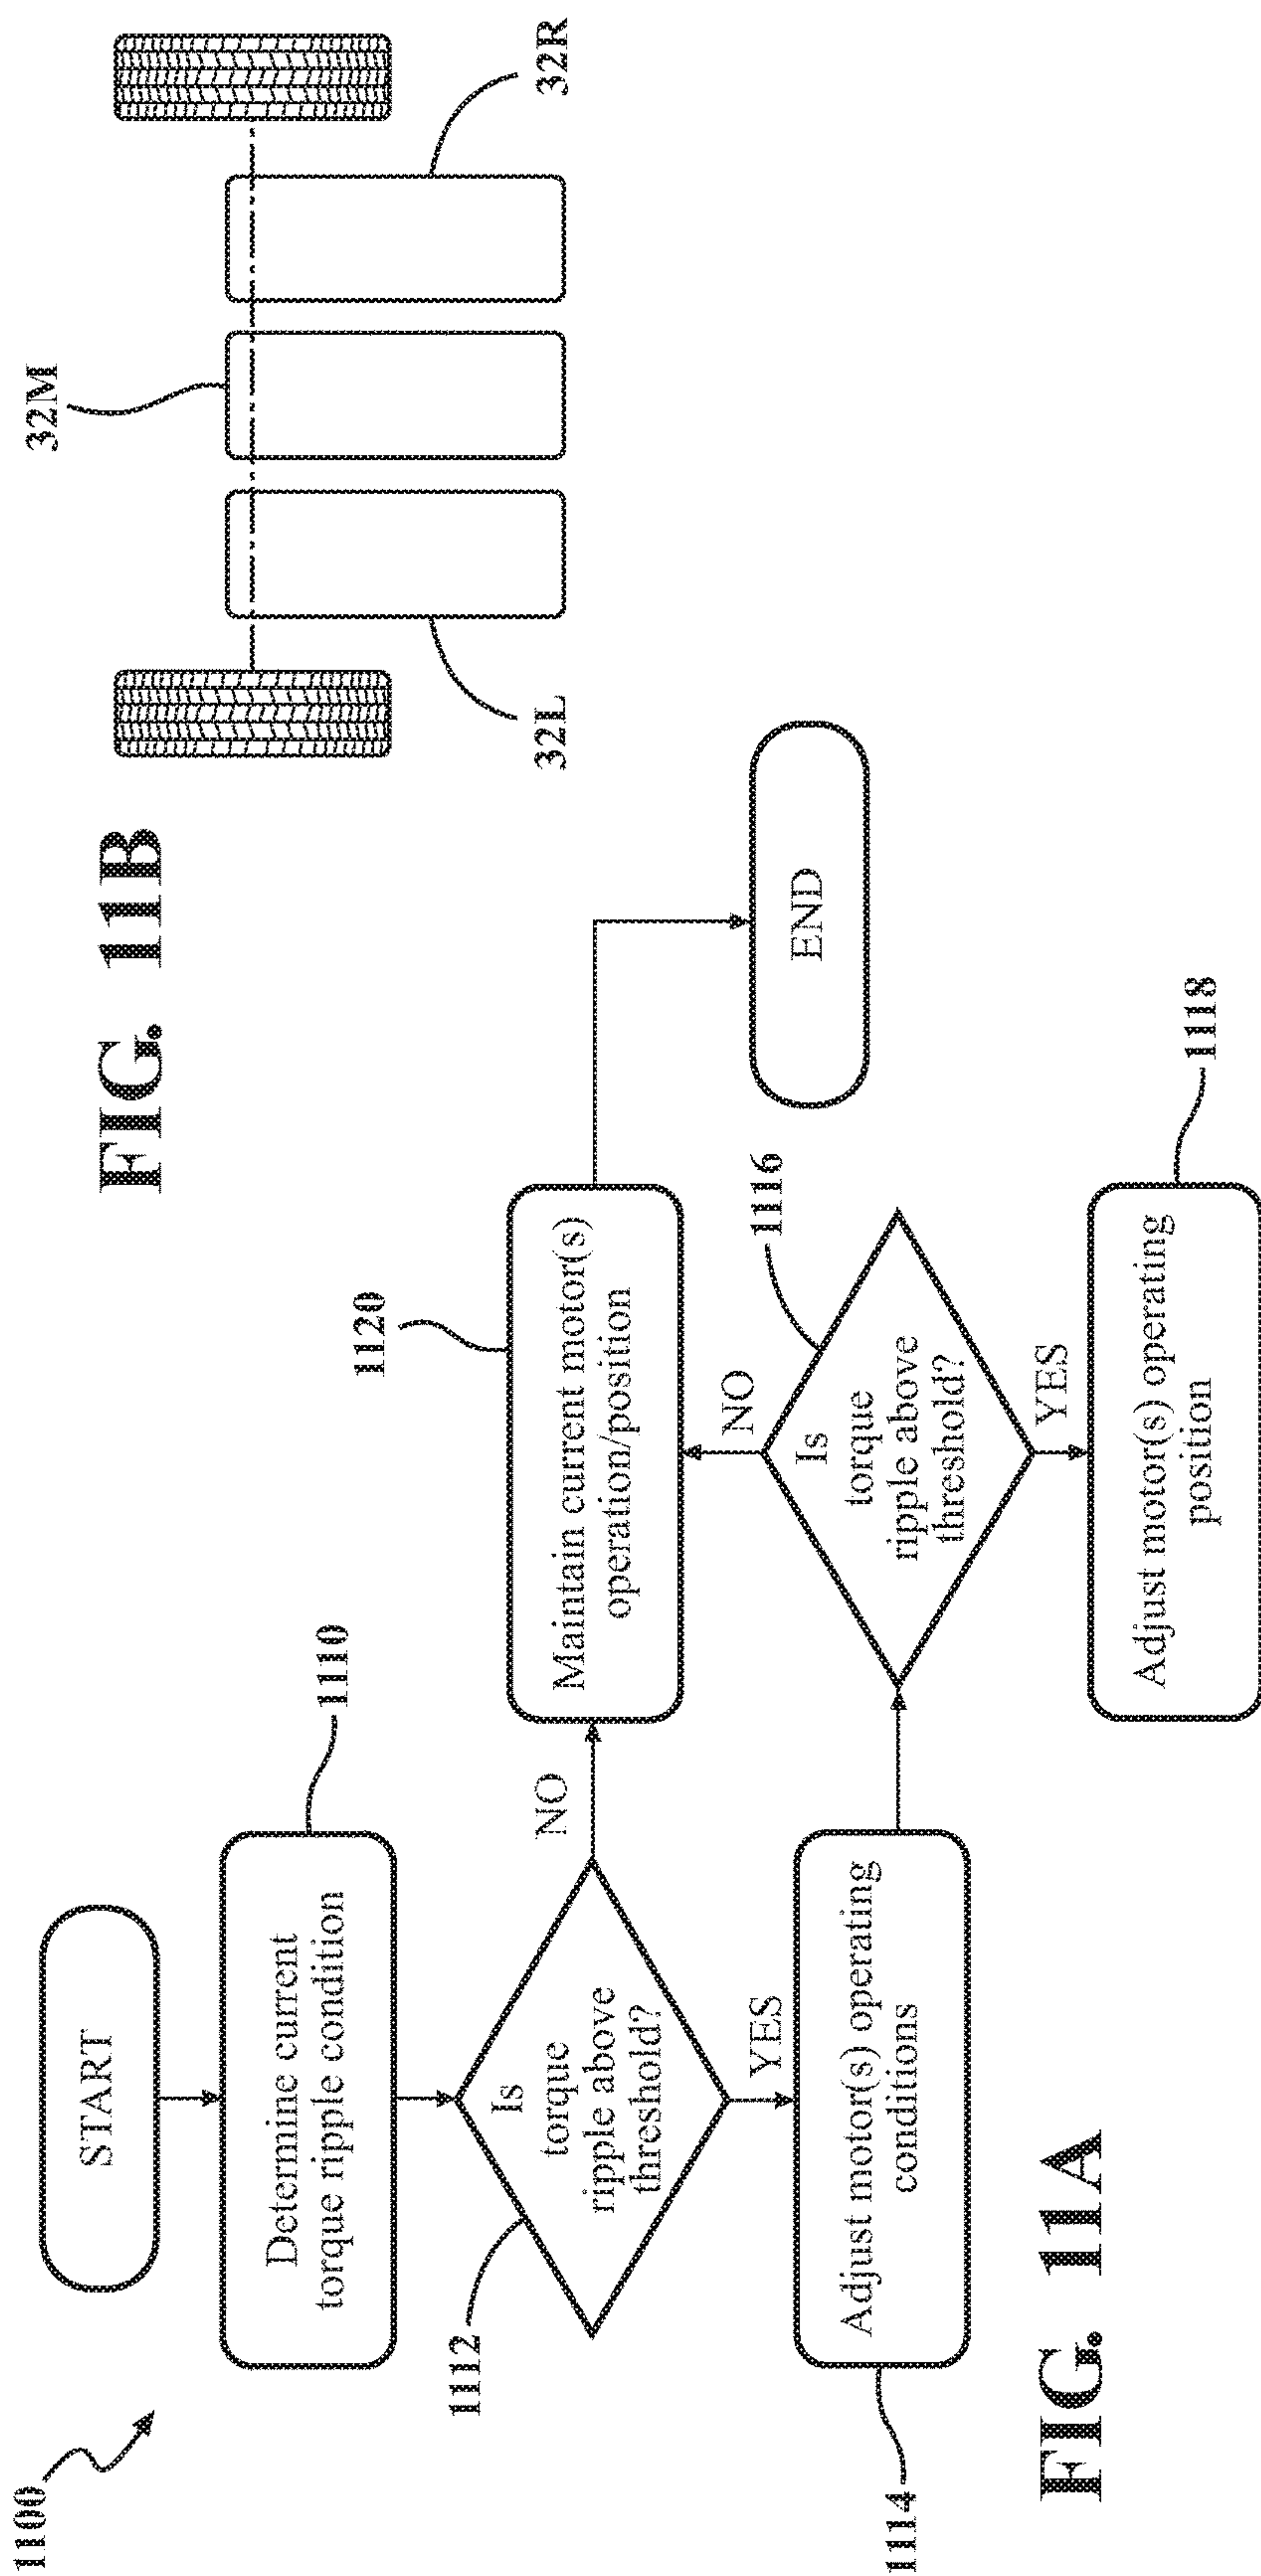 1100
START
1110
Determine current
torque ripple condition
1112
Is
torque
ripple above
threshold?
NO
YES
1114
Adjust motor(s) operating
conditions
1120
Maintain current motor(s)
operation/position
1116
Is
torque
ripple above
threshold?
NO
YES
1118
Adjust motor(s) operating
position
END
FIG. 11A
32M
32L
32R
FIG. 11B